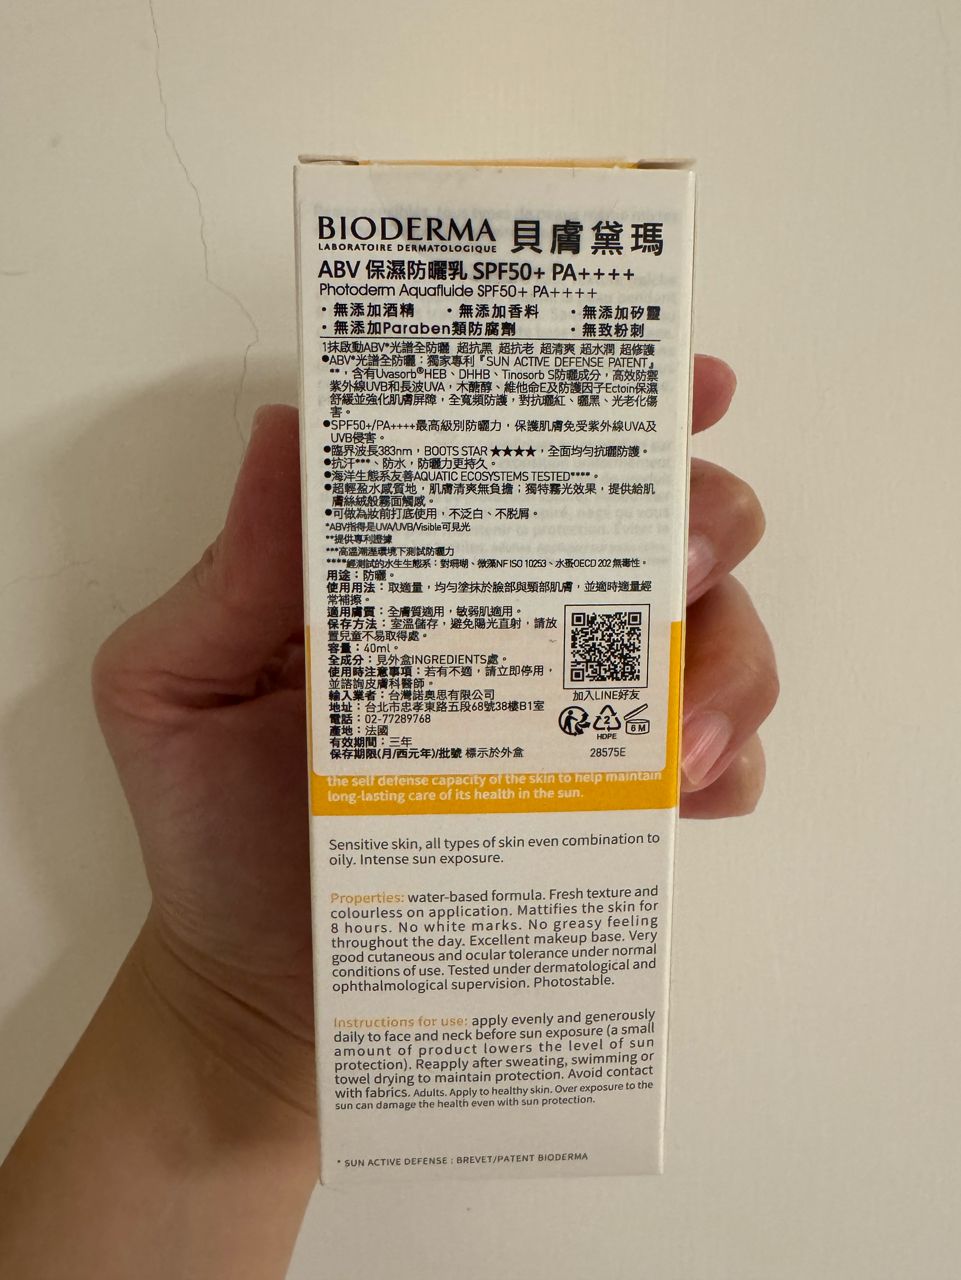 BIODERMA 貝膚黛瑪
LABORATOIRE DERMATOLOGIQUE
ABV 保濕防曬乳 SPF50+ PA++++
Photoderm Aquafluide SPF50+ PA++++
・無添加酒精 ・無添加香料 ・無添加矽靈
・無添加Paraben類防腐劑 ・無致粉刺
1抹啟動ABV*光譜全防曬 超抗黑 超抗老 超清爽 超水潤 超修護
●ABV*光譜全防曬：獨家專利『SUN ACTIVE DEFENSE PATENT』
**，含有Uvasorb®HEB、DHHB、Tinosorb S防曬成分，高效防禦
紫外線UVB和長波UVA，木醣醇、維他命E及防護因子Ectoin保濕
舒緩並強化肌膚屏障，全寬頻防護，對抗曬紅、曬黑、光老化傷
害。
●SPF50+/PA++++最高級別防曬力，保護肌膚免受紫外線UVA及
UVB侵害。
●臨界波長383nm，BOOTS STAR ★★★★，全面均勻抗曬防護。
●抗汗***、防水，防曬力更持久。
●海洋生態系友善AQUATIC ECOSYSTEMS TESTED****。
●超輕盈水感質地，肌膚清爽無負擔；獨特霧光效果，提供給肌
膚絲絨般霧面觸感。
●可做為妝前打底使用，不泛白、不脫屑。
*ABV指得是UVA/UVB/Visible可見光
**提供專利證據
***高溫潮溼環境下測試防曬力
****經測試的水生生態系：對珊瑚、微藻NF ISO 10253、水蚤OECD 202 無毒性。
用途：防曬。
使用用法：取適量，均勻塗抹於臉部與頸部肌膚，並適時適量經
常補擦。
適用膚質：全膚質適用，敏弱肌適用。
保存方法：室溫儲存，避免陽光直射，請放
置兒童不易取得處。
容量：40ml。
全成分：見外盒INGREDIENTS處。
使用時注意事項：若有不適，請立即停用，
並諮詢皮膚科醫師。
輸入業者：台灣諾奧思有限公司
地址：台北市忠孝東路五段68號38樓B1室
電話：02-77289768
產地：法國
有效期間：三年
保存期限(月/西元年)/批號 標示於外盒
加入LINE好友
2
HDPE
6 M
28575E
the self defense capacity of the skin to help maintain
long-lasting care of its health in the sun.
Sensitive skin, all types of skin even combination to
oily. Intense sun exposure.
Properties: water-based formula. Fresh texture and
colourless on application. Mattifies the skin for
8 hours. No white marks. No greasy feeling
throughout the day. Excellent makeup base. Very
good cutaneous and ocular tolerance under normal
conditions of use. Tested under dermatological and
ophthalmological supervision. Photostable.
Instructions for use: apply evenly and generously
daily to face and neck before sun exposure (a small
amount of product lowers the level of sun
protection). Reapply after sweating, swimming or
towel drying to maintain protection. Avoid contact
with fabrics. Adults. Apply to healthy skin. Over exposure to the
sun can damage the health even with sun protection.
* SUN ACTIVE DEFENSE : BREVET/PATENT BIODERMA